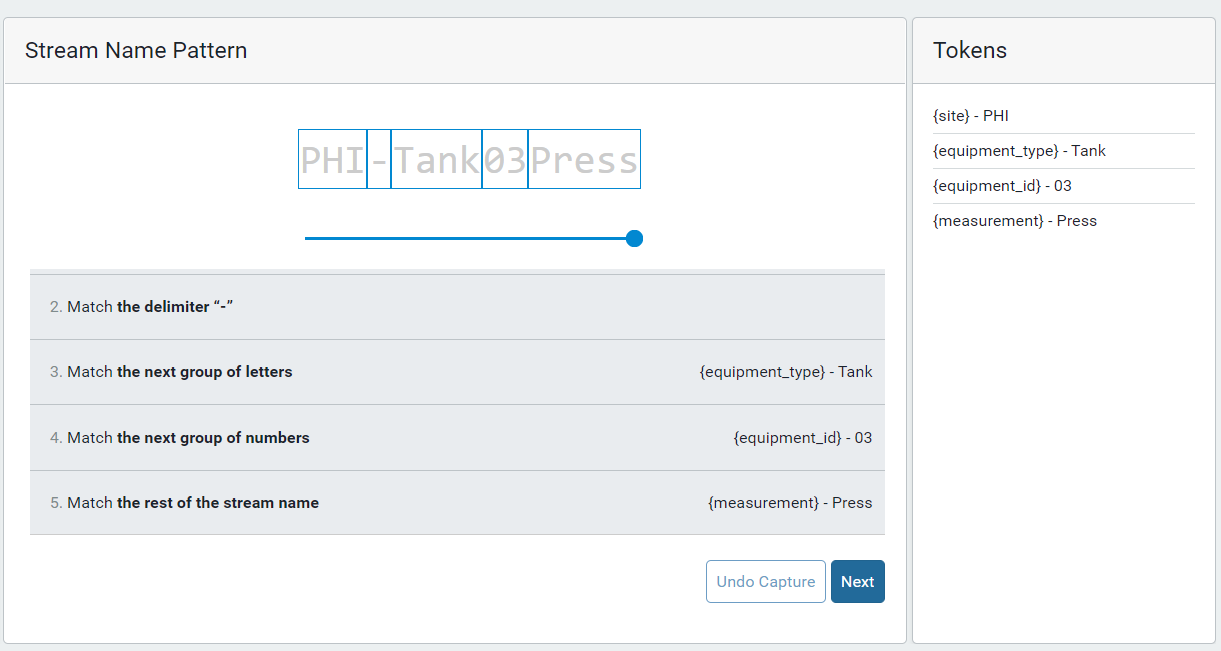 Stream Name Pattern
PHI-Tank03Press
2. Match the delimiter “-”
3. Match the next group of letters {equipment_type} - Tank
4. Match the next group of numbers {equipment_id} - 03
5. Match the rest of the stream name {measurement} - Press
Undo Capture Next
Tokens
{site} - PHI
{equipment_type} - Tank
{equipment_id} - 03
{measurement} - Press